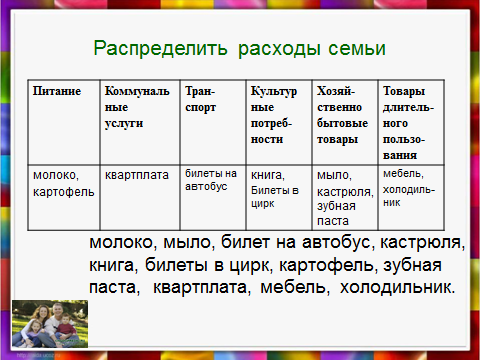 Распределить расходы семьи
Питание
Коммуналь
ные
услуги
Тран-
спорт
Культур
ные
потреб-
ности
Хозяй-
ственно
бытовые
товары
Товары
длитель-
ного
пользо-
вания
молоко,
картофель
квартплата
билеты на
автобус
книга,
Билеты в
цирк
мыло,
кастрюля,
зубная
паста
мебель,
холодиль-
ник
молоко, мыло, билет на автобус, кастрюля,
книга, билеты в цирк, картофель, зубная
паста, квартплата, мебель, холодильник.